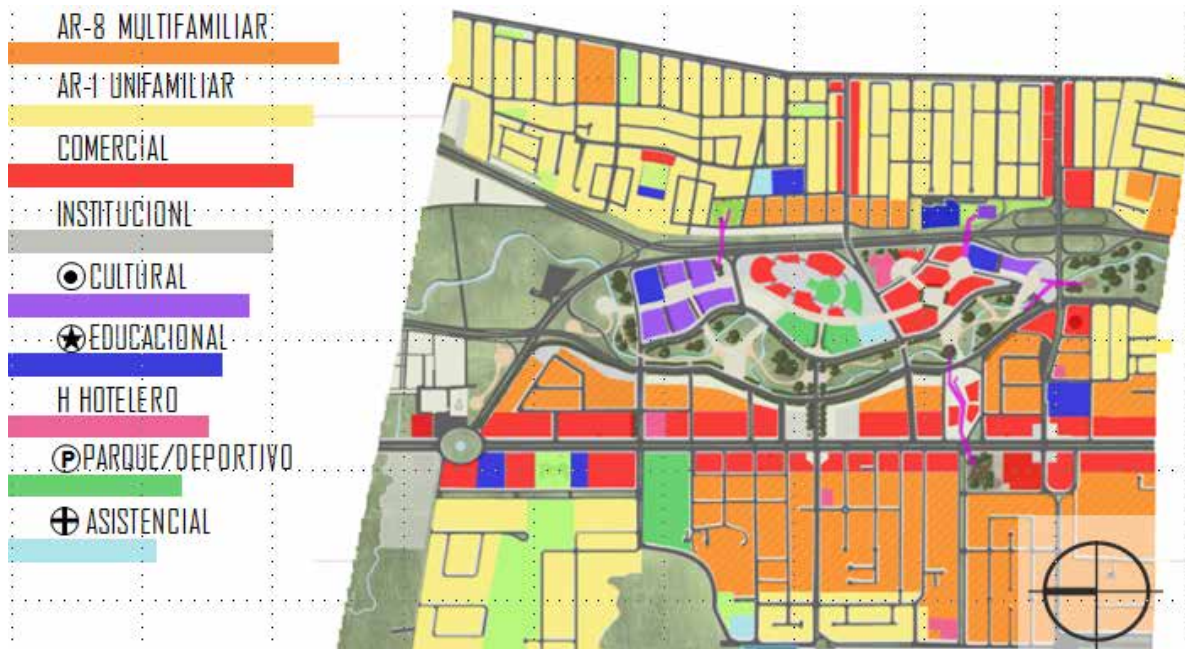 AR-8 MULTIFAMILIAR
AR-1 UNIFAMILIAR
COMERCIAL
INSTITUCIONL
CULTURAL
EDUCACIONAL
H HOTELERO
P PARQUE/DEPORTIVO
ASISTENCIAL